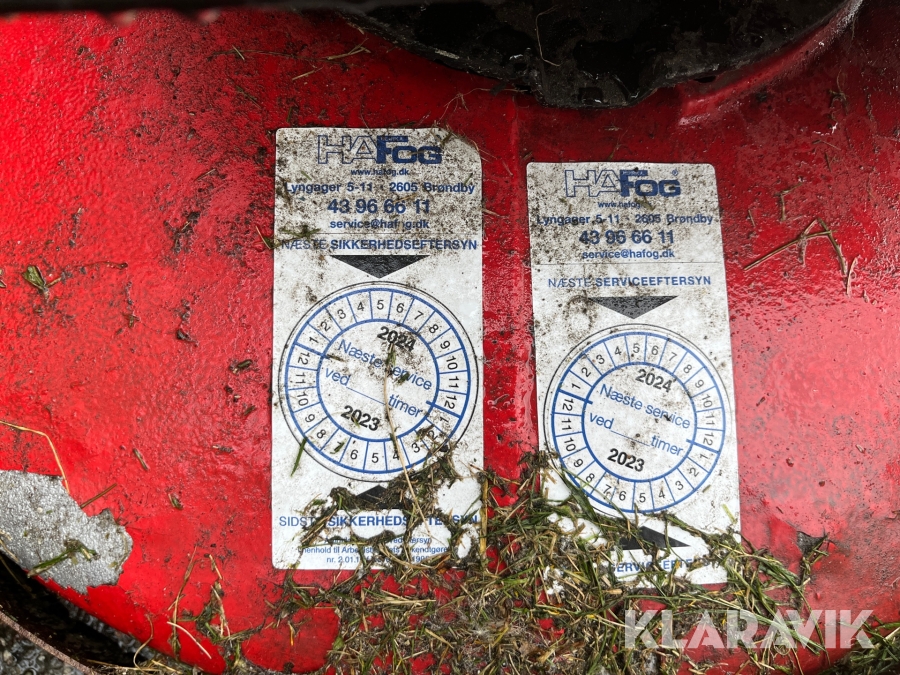 HAFOG
www.hafog.dk
Lyngager 5-11 · 2605 Brøndby
43 96 66 11
service@hafog.dk
NÆSTE SIKKERHEDSEFTERSYN
1 2 3 4 5 6 7 8 9 10 11 12
2024
Næste service
ved timer
2023
12 11 10 9 8 7 6 5 4 3 2 1
SIDSTE SIKKERHEDSEFTERSYN
henhold til
HAFOG
Lyngager 5-11 · 2605 Brøndby
43 96 66 11
service@hafog.dk
NÆSTE SERVICEEFTERSYN
1 2 3 4 5 6 7 8 9 10 11 12
2024
Næste service
ved timer
2023
12 11 10 9 8 7 6 5 4 3 2 1
SERVICEEFTERSYN
KLARAVIK